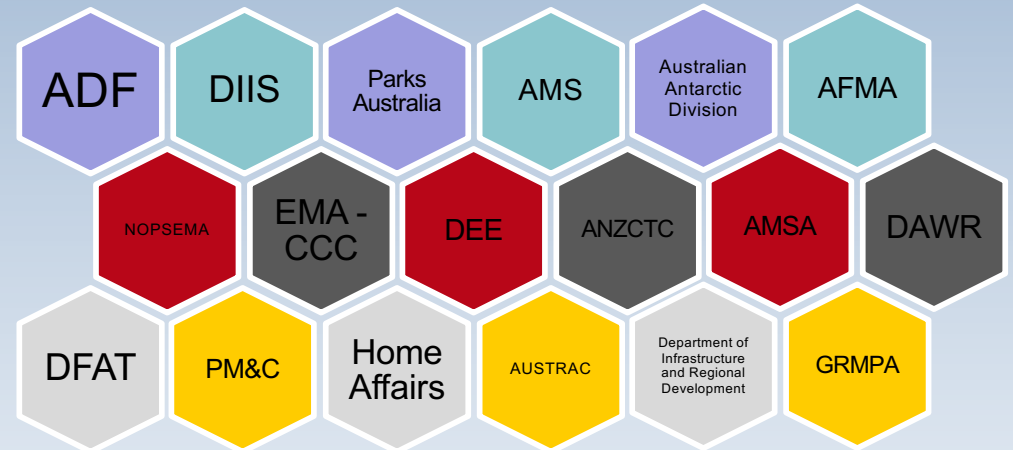 ADF
DIIS
Parks
Australia
AMS
Australian
Antarctic
Division
AFMA
NOPSEMA
EMA -
CCC
DEE
ANZCTC
AMSA
DAWR
DFAT
PM&C
Home
Affairs
AUSTRAC
Department of
Infrastructure
and Regional
Development
GRMPA